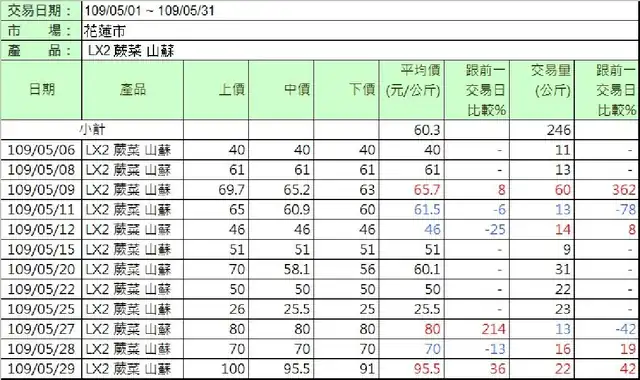 交易日期： 109/05/01 ~ 109/05/31
市 場： 花蓮市
產 品： LX2 蕨菜 山蘇
日期 產品 上價 中價 下價 平均價(元/公斤) 跟前一交易日比較% 交易量(公斤) 跟前一交易日比較%
小計 60.3 246
109/05/06 LX2 蕨菜 山蘇 40 40 40 40 - 11 -
109/05/08 LX2 蕨菜 山蘇 61 61 61 61 - 13 -
109/05/09 LX2 蕨菜 山蘇 69.7 65.2 63 65.7 8 60 362
109/05/11 LX2 蕨菜 山蘇 65 60.9 60 61.5 -6 13 -78
109/05/12 LX2 蕨菜 山蘇 46 46 46 46 -25 14 8
109/05/15 LX2 蕨菜 山蘇 51 51 51 51 - 9 -
109/05/20 LX2 蕨菜 山蘇 70 58.1 56 60.1 - 31 -
109/05/22 LX2 蕨菜 山蘇 50 50 50 50 - 22 -
109/05/25 LX2 蕨菜 山蘇 26 25.5 25 25.5 - 23 -
109/05/27 LX2 蕨菜 山蘇 80 80 80 80 214 13 -42
109/05/28 LX2 蕨菜 山蘇 70 70 70 70 -13 16 19
109/05/29 LX2 蕨菜 山蘇 100 95.5 91 95.5 36 22 42